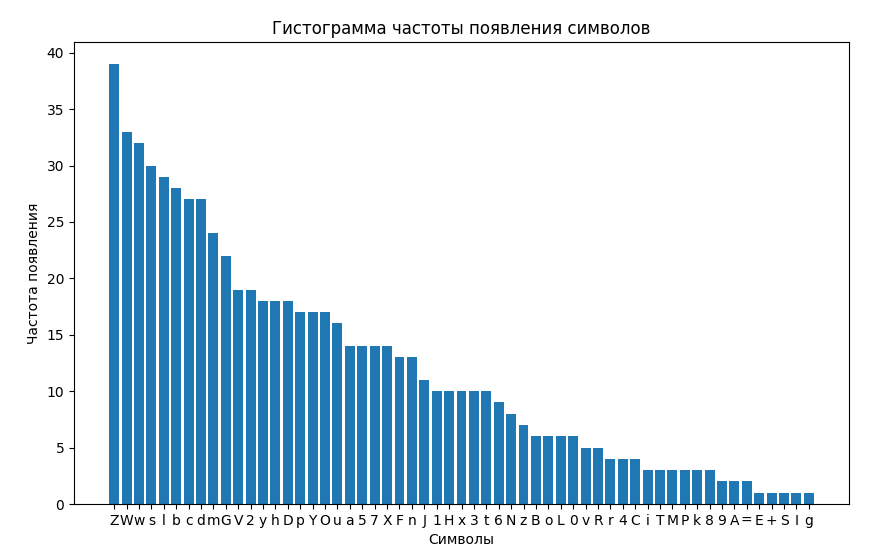 Гистограмма частоты появления символов
40
35
30
25
20
15
10
5
0
Частота появления
Z W w s l b c d m G V 2 y h D p Y O u a 5 7 X F n J 1 H x 3 t 6 N z B o L 0 v R r 4 C i T M P k 8 9 A = E + S I g
Символы